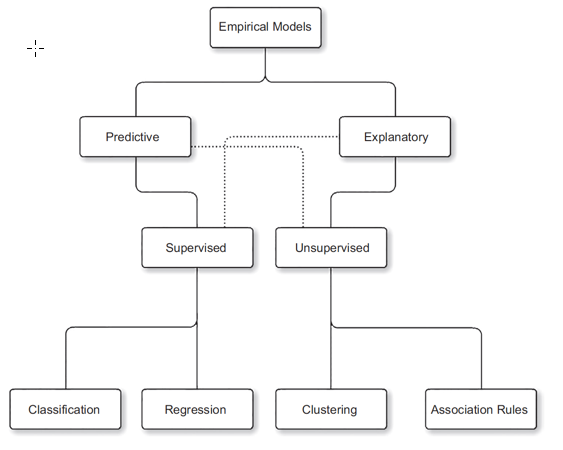 Empirical Models
Predictive
Explanatory
Supervised
Unsupervised
Classification
Regression
Clustering
Association Rules